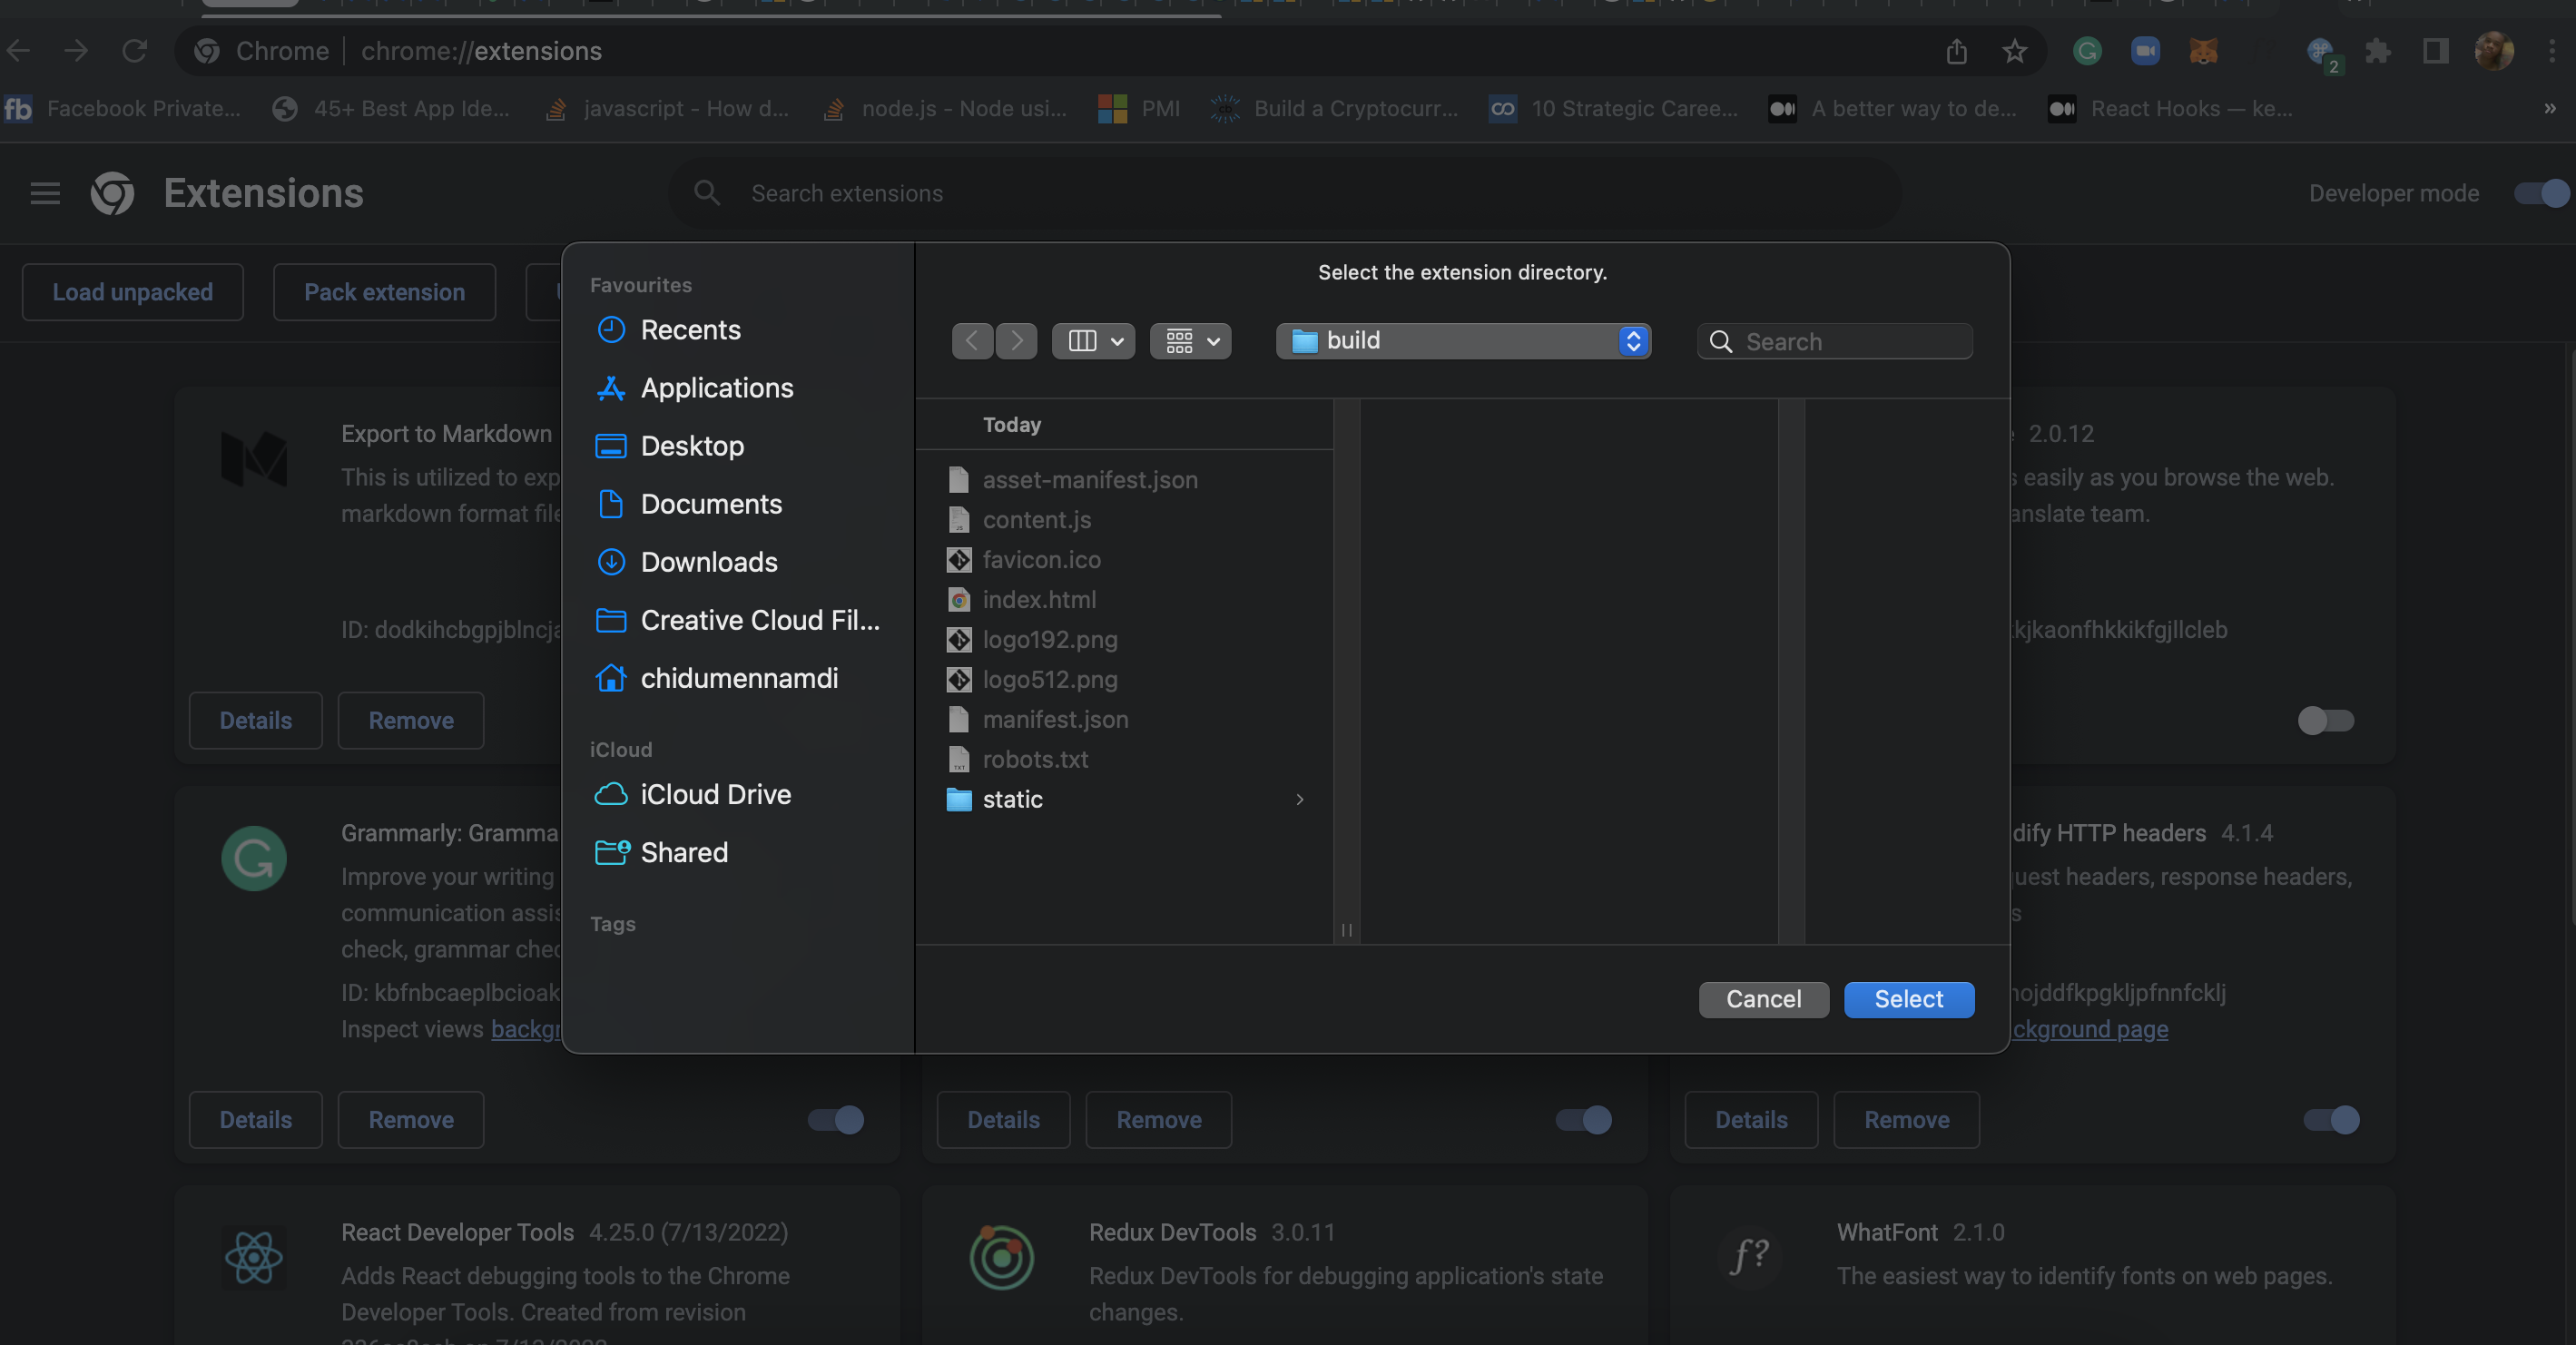 Chrome | chrome://extensions
2
fb Facebook Private...
45+ Best App Ide...
javascript - How d...
node.js - Node usi...
PMI
Build a Cryptocurr...
10 Strategic Caree...
A better way to de...
React Hooks — ke...
»
Extensions
Search extensions
Developer mode
Load unpacked
Pack extension
Favourites
Recents
Applications
Desktop
Documents
Downloads
Creative Cloud Fil...
chidumennamdi
iCloud
iCloud Drive
Shared
Tags
Select the extension directory.
build
Search
Today
asset-manifest.json
content.js
favicon.ico
index.html
logo192.png
logo512.png
manifest.json
robots.txt
static
Cancel
Select
Export to Markdown
This is utilized to exp
markdown format file
ID: dodkihcbgpjblncja
Details
Remove
2.0.12
easily as you browse the web.
anslate team.
kjkaonfhkkikfgjllcleb
Grammarly: Gramma
Improve your writing
communication assis
check, grammar chec
ID: kbfnbcaeplbcioak
Inspect views backgr
Details
Remove
Details
Remove
dify HTTP headers 4.1.4
uest headers, response headers,
s
ojddfkpgkljpfnnfcklj
ckground page
Details
Remove
React Developer Tools 4.25.0 (7/13/2022)
Adds React debugging tools to the Chrome
Developer Tools. Created from revision
Redux DevTools 3.0.11
Redux DevTools for debugging application's state
changes.
f?
WhatFont 2.1.0
The easiest way to identify fonts on web pages.